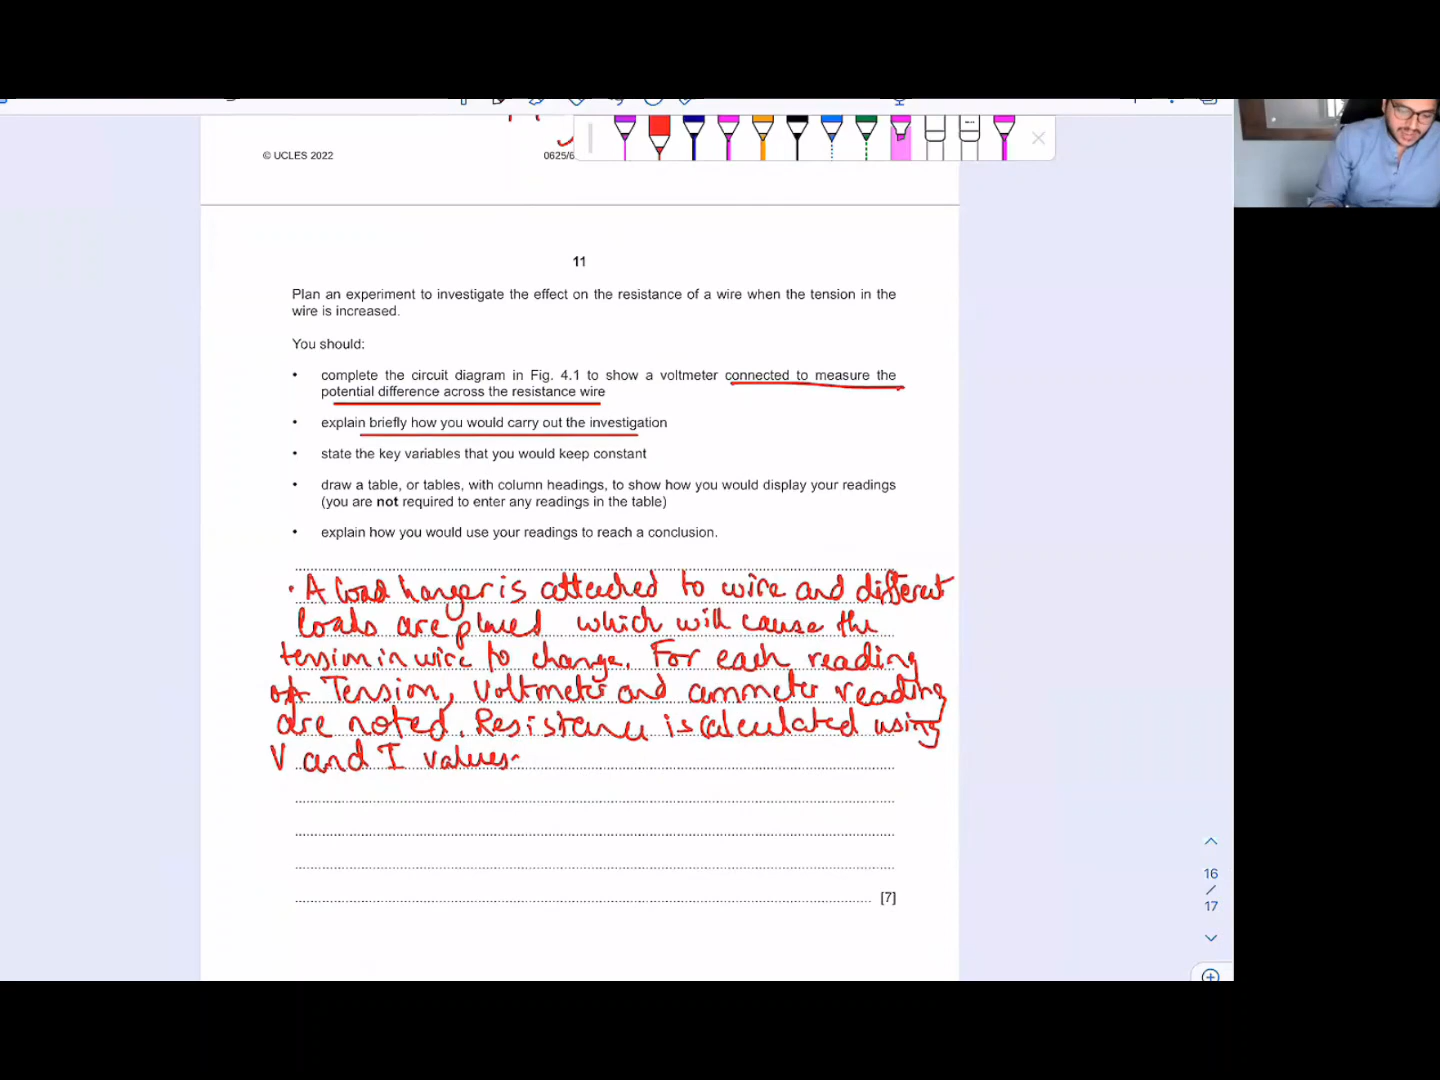 © UCLES 2022
0625/6
11
Plan an experiment to investigate the effect on the resistance of a wire when the tension in the
wire is increased.
You should:
• complete the circuit diagram in Fig. 4.1 to show a voltmeter connected to measure the
potential difference across the resistance wire
• explain briefly how you would carry out the investigation
• state the key variables that you would keep constant
• draw a table, or tables, with column headings, to show how you would display your readings
(you are not required to enter any readings in the table)
• explain how you would use your readings to reach a conclusion.
• A load hanger is attached to wire and different
loads are placed which will cause the
tension in wire to change. For each reading
of Tension, Voltmeter and ammeter reading
are noted. Resistance is calculated using
V and I values.
[7]
16
/
17